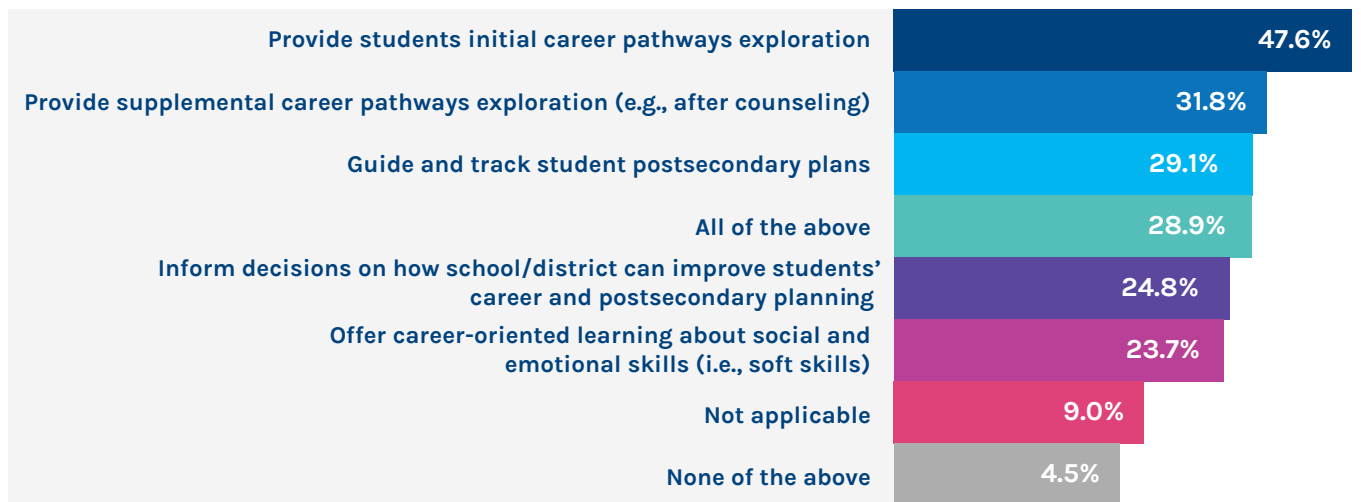 Provide students initial career pathways exploration 47.6%
Provide supplemental career pathways exploration (e.g., after counseling) 31.8%
Guide and track student postsecondary plans 29.1%
All of the above 28.9%
Inform decisions on how school/district can improve students’
career and postsecondary planning 24.8%
Offer career-oriented learning about social and
emotional skills (i.e., soft skills) 23.7%
Not applicable 9.0%
None of the above 4.5%